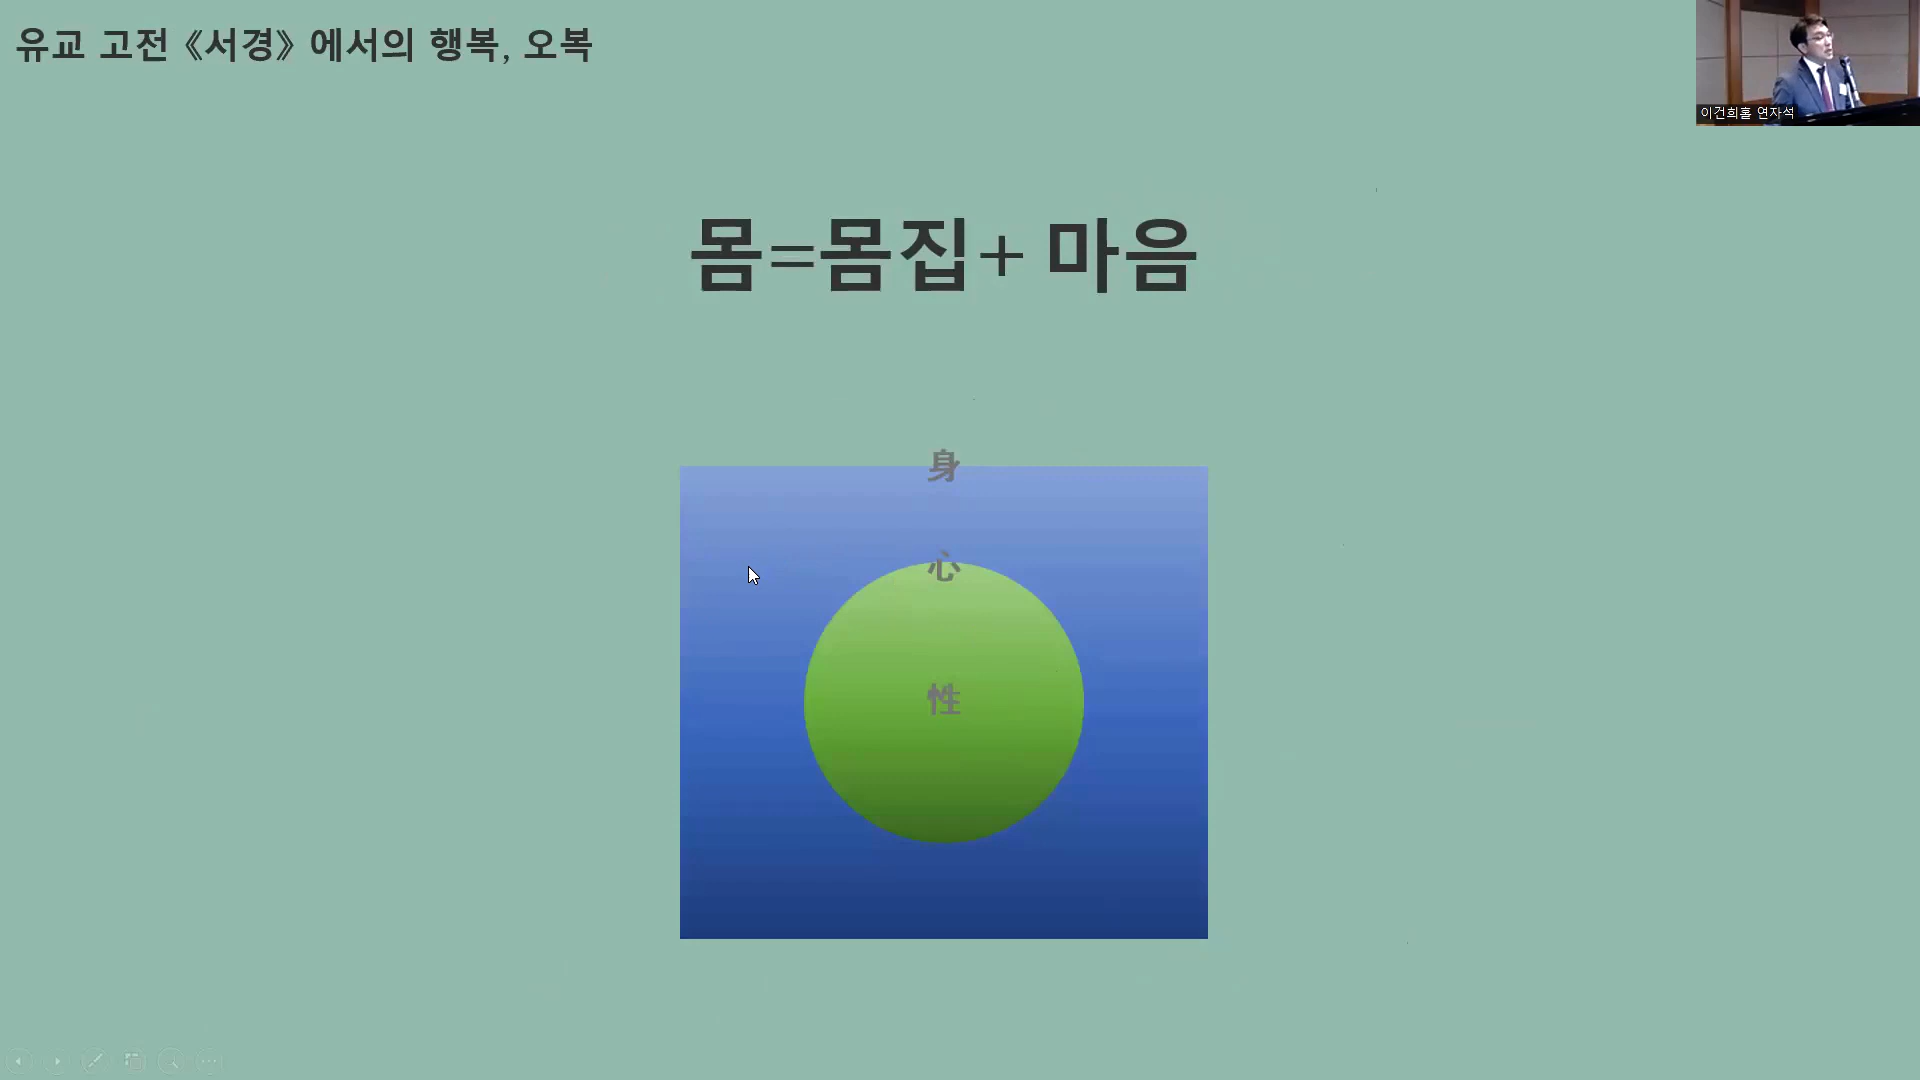 유교 고전 《서경》에서의 행복, 오복
이건희홀 연자석
몸=몸집+ 마음
身
心
性